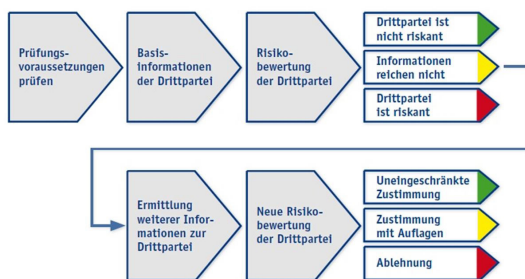 Prüfungs-
voraussetzungen
prüfen
Basis-
informationen
der Drittpartei
Risiko-
bewertung
der Drittpartei
Drittpartei ist
nicht riskant
Informationen
reichen nicht
Drittpartei
ist riskant
Ermittlung
weiterer Infor-
mationen zur
Drittpartei
Neue Risiko-
bewertung
der Drittpartei
Uneingeschränkte
Zustimmung
Zustimmung
mit Auflagen
Ablehnung